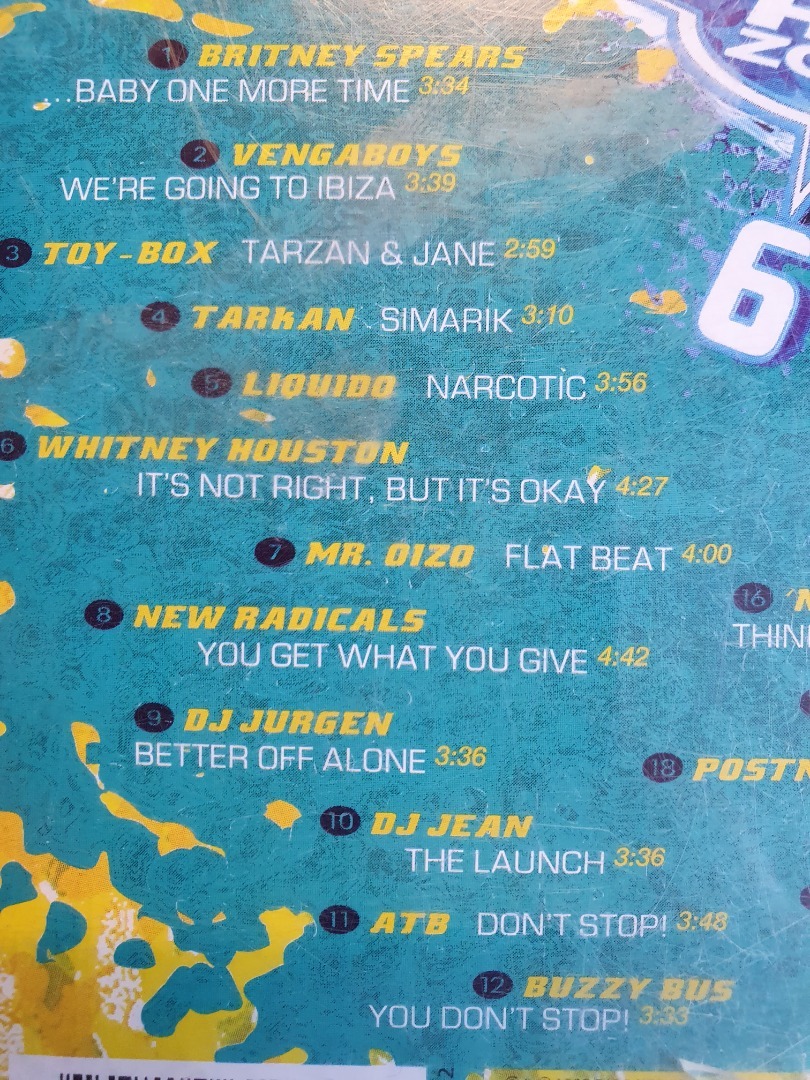 1 BRITNEY SPEARS
...BABY ONE MORE TIME 3:34
2 VENGABOYS
WE'RE GOING TO IBIZA 3:39
3 TOY-BOX TARZAN & JANE 2:59
4 TARKAN SIMARIK 3:10
6
5 LIQUIDO NARCOTIC 3:56
6 WHITNEY HOUSTON
IT'S NOT RIGHT, BUT IT'S OKAY 4:27
7 MR. OIZO FLAT BEAT 4:00
8 NEW RADICALS
YOU GET WHAT YOU GIVE 4:42
9 DJ JURGEN
BETTER OFF ALONE 3:36
10 DJ JEAN
THE LAUNCH 3:36
11 ATB DON'T STOP! 3:48
12 BUZZY BUS
YOU DON'T STOP! 3:33
16
18